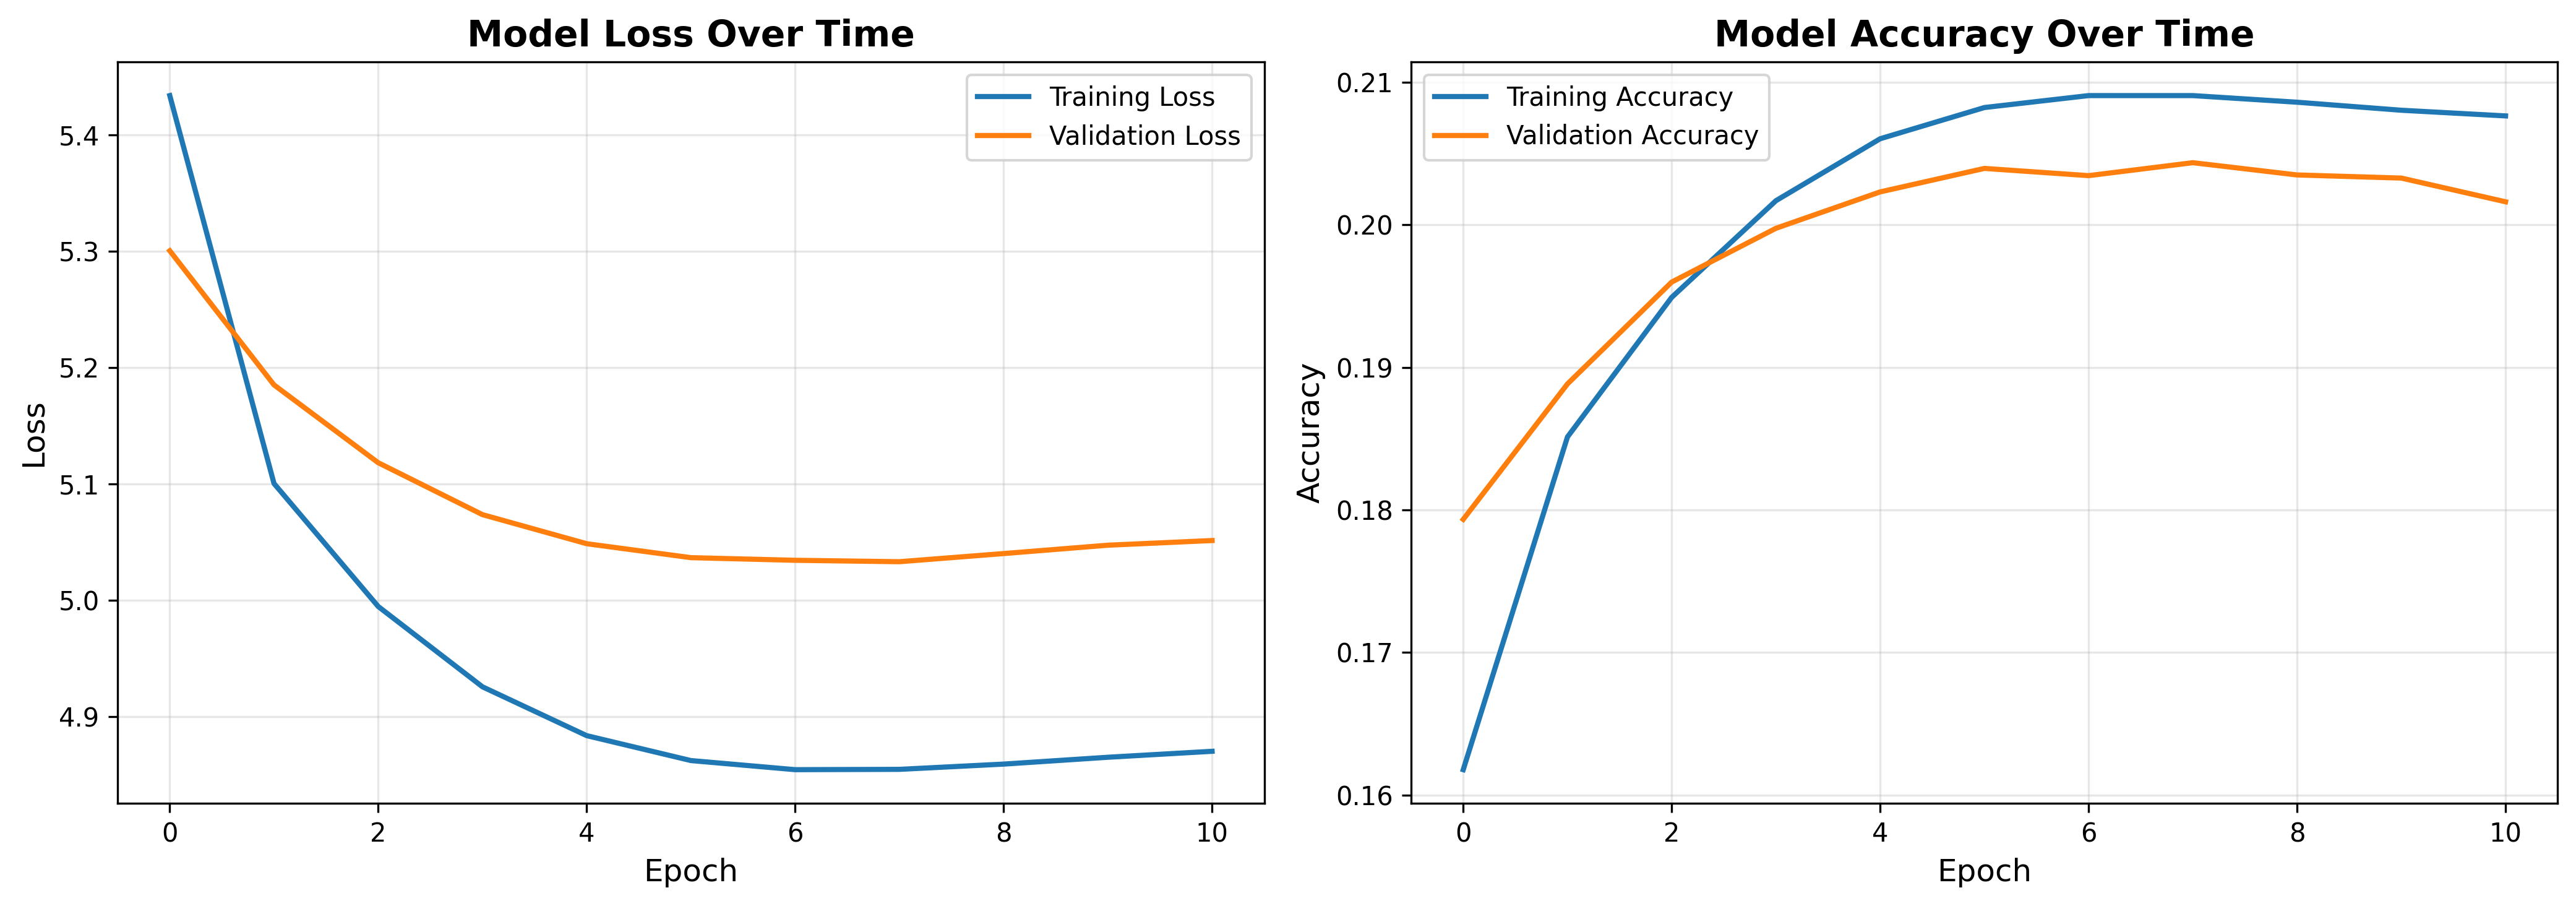 Model Loss Over Time
Training Loss
Validation Loss
5.4
5.3
5.2
5.1
5.0
4.9
Loss
0 2 4 6 8 10
Epoch
Model Accuracy Over Time
Training Accuracy
Validation Accuracy
0.21
0.20
0.19
0.18
0.17
0.16
Accuracy
0 2 4 6 8 10
Epoch